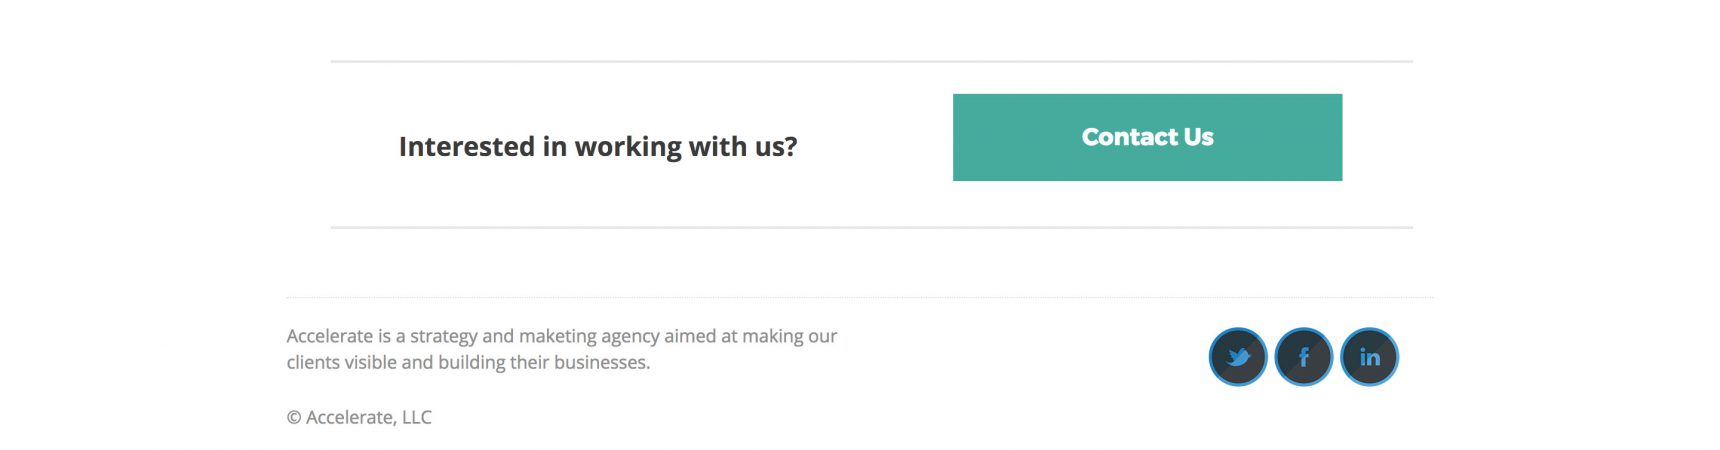 Interested in working with us?
Contact Us
Accelerate is a strategy and maketing agency aimed at making our
clients visible and building their businesses.
© Accelerate, LLC